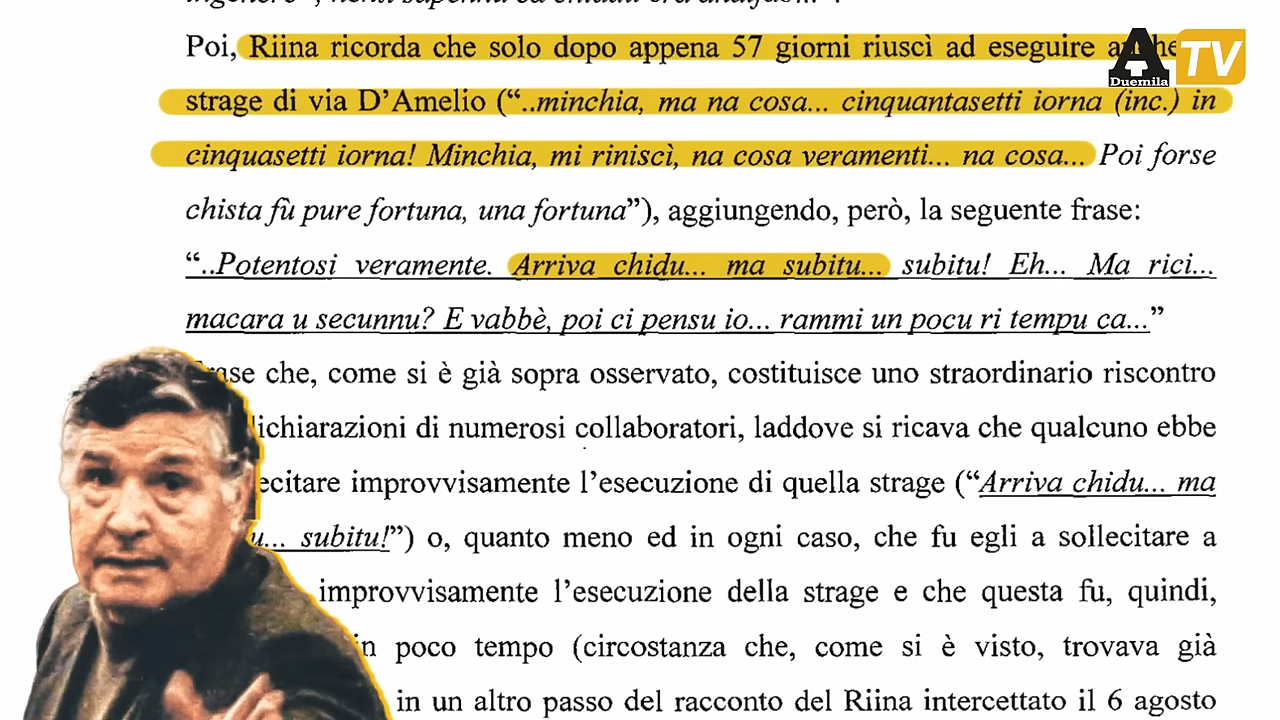 Poi, Riina ricorda che solo dopo appena 57 giorni riuscì ad eseguire
A TV
Duemila
strage di via D’Amelio (“..minchia, ma na cosa... cinquantasetti iorna (inc.) in
cinquasetti iorna! Minchia, mi riniscì, na cosa veramenti... na cosa... Poi forse
chista fù pure fortuna, una fortuna”), aggiungendo, però, la seguente frase:
“..Potentosi veramente. Arriva chidu... ma subitu... subitu! Eh... Ma rici...
macara u secunnu? E vabbè, poi ci pensu io... rammi un pocu ri tempu ca...”
che, come si è già sopra osservato, costituisce uno straordinario riscontro
dichiarazioni di numerosi collaboratori, laddove si ricava che qualcuno ebbe
improvvisamente l’esecuzione di quella strage (“Arriva chidu... ma
subitu!”) o, quanto meno ed in ogni caso, che fu egli a sollecitare a
improvvisamente l’esecuzione della strage e che questa fu, quindi,
in poco tempo (circostanza che, come si è visto, trovava già
in un altro passo del racconto del Riina intercettato il 6 agosto